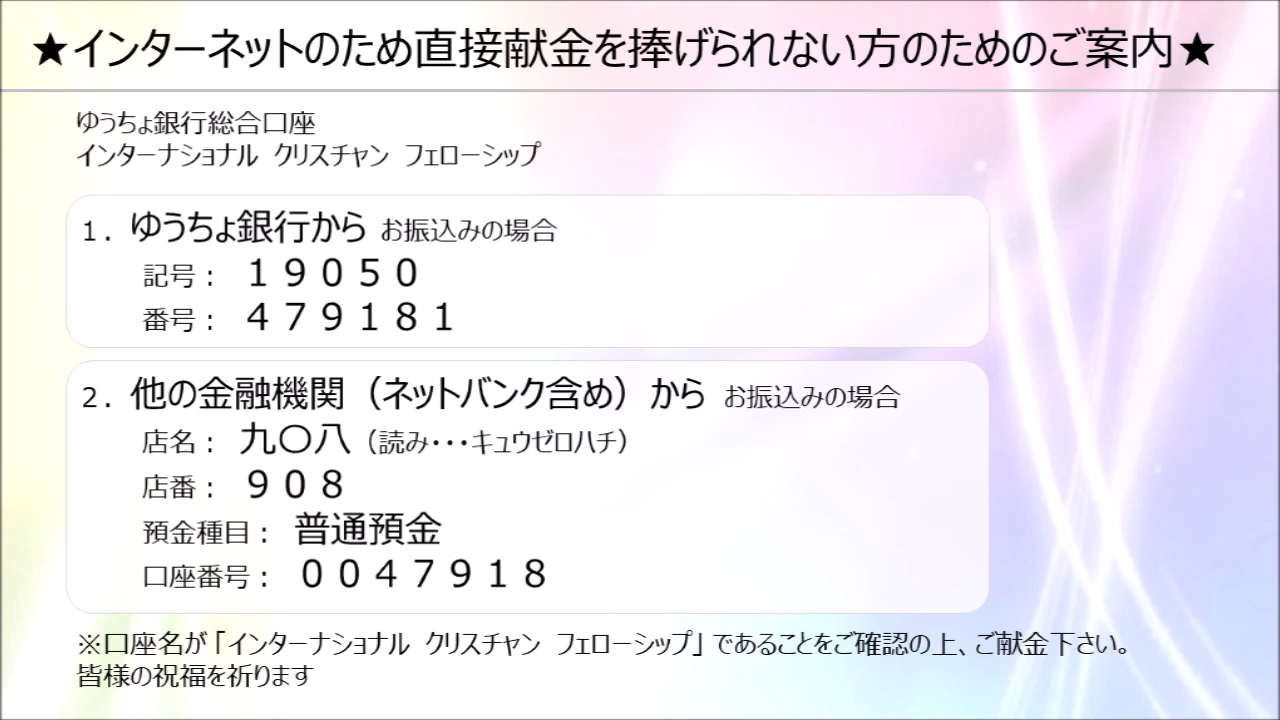 ★インターネットのため直接献金を捧げられない方のためのご案内★
ゆうちょ銀行総合口座
インターナショナル クリスチャン フェローシップ
１．ゆうちょ銀行から お振込みの場合
記号： １９０５０
番号： ４７９１８１
２．他の金融機関（ネットバンク含め）から お振込みの場合
店名： 九〇八（読み・・・キュウゼロハチ）
店番： ９０８
預金種目： 普通預金
口座番号： ００４７９１８
※口座名が「インターナショナル クリスチャン フェローシップ」であることをご確認の上、ご献金下さい。
皆様の祝福を祈ります